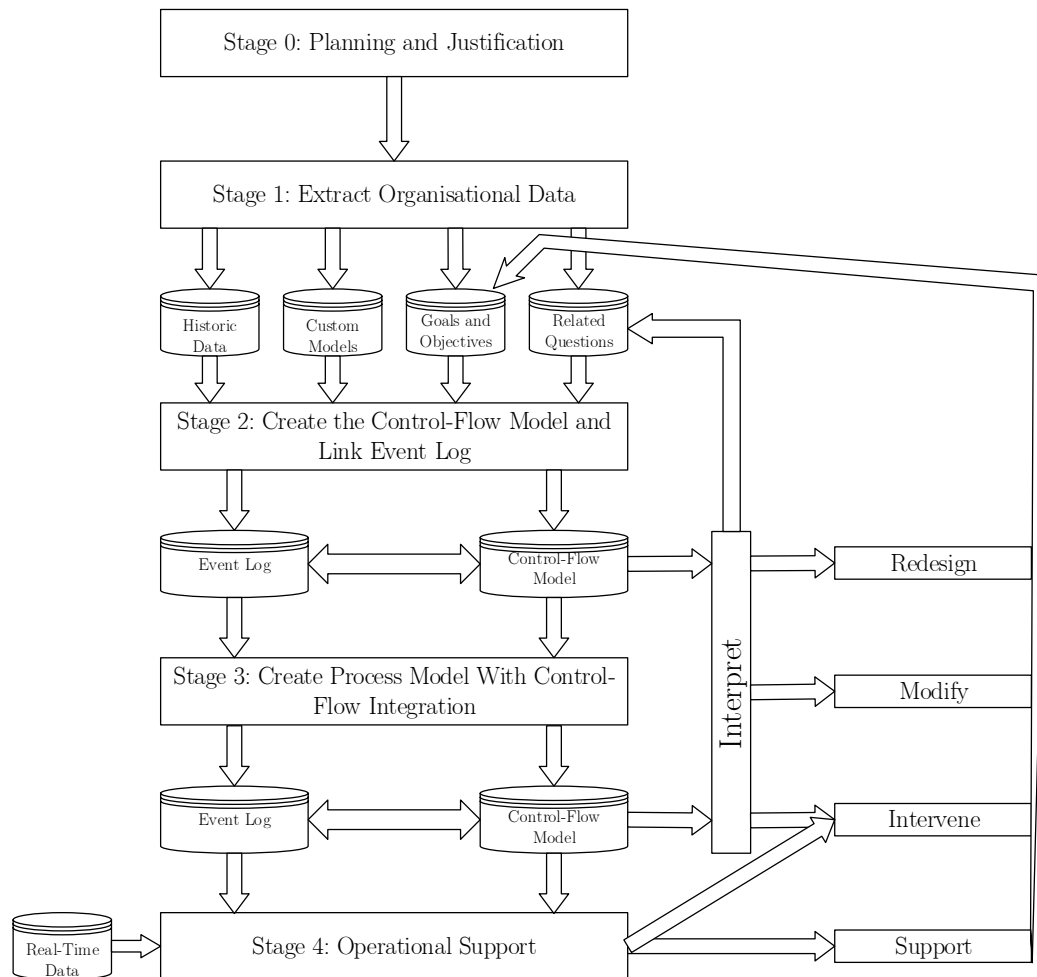 Stage 0: Planning and Justification
Stage 1: Extract Organisational Data
Historic
Data
Custom
Models
Goals and
Objectives
Related
Questions
Stage 2: Create the Control-Flow Model and
Link Event Log
Event Log
Control-Flow
Model
Interpret
Redesign
Stage 3: Create Process Model With Control-
Flow Integration
Modify
Event Log
Control-Flow
Model
Intervene
Real-Time
Data
Stage 4: Operational Support
Support